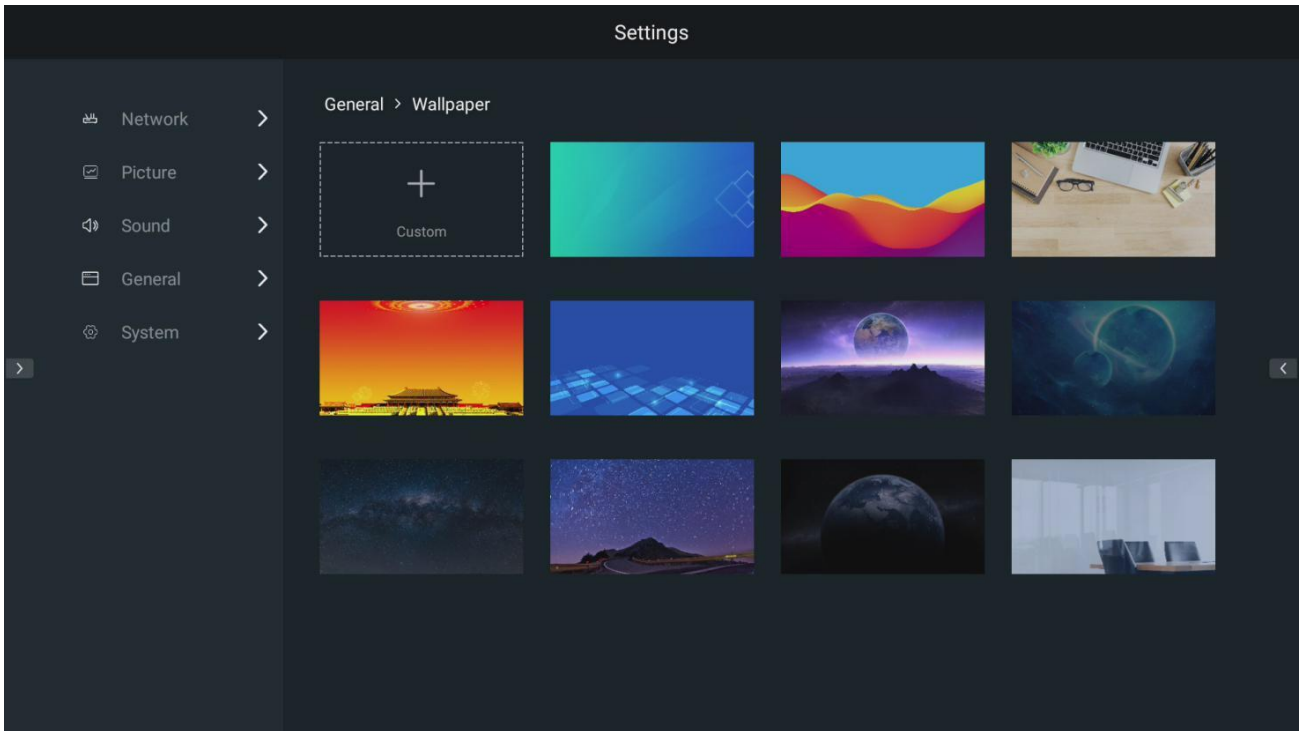 Settings
Network
Picture
Sound
General
System
General > Wallpaper
Custom